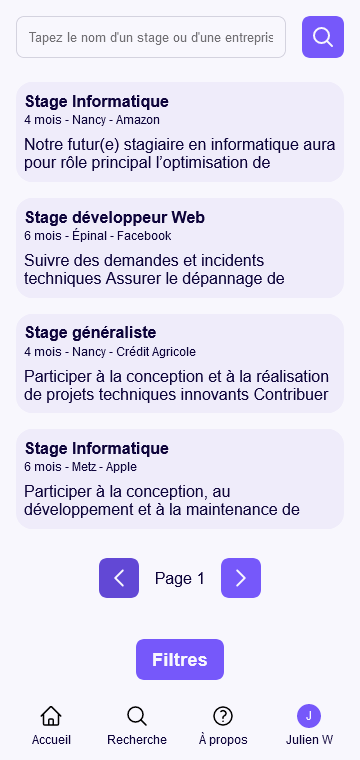 Tapez le nom d'un stage ou d'une entrepris
Stage Informatique
4 mois - Nancy - Amazon
Notre futur(e) stagiaire en informatique aura
pour rôle principal l'optimisation de
Stage développeur Web
6 mois - Épinal - Facebook
Suivre des demandes et incidents
techniques Assurer le dépannage de
Stage généraliste
4 mois - Nancy - Crédit Agricole
Participer à la conception et à la réalisation
de projets techniques innovants Contribuer
Stage Informatique
6 mois - Metz - Apple
Participer à la conception, au
développement et à la maintenance de
Page 1
Filtres
J
Accueil Recherche À propos Julien W